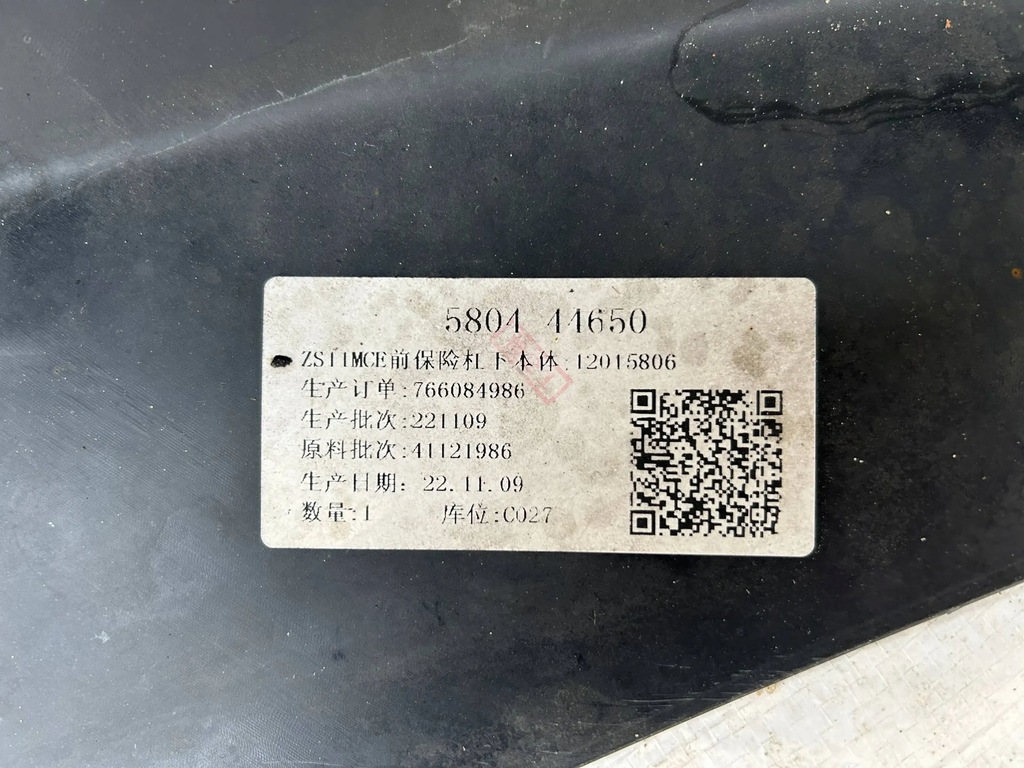 5804 44650
ZS11MCE前保险杠下本体:12015806
生产订单:766084986
生产批次:221109
原料批次:41121986
生产日期: 22.11.09
数量:1 库位:C027